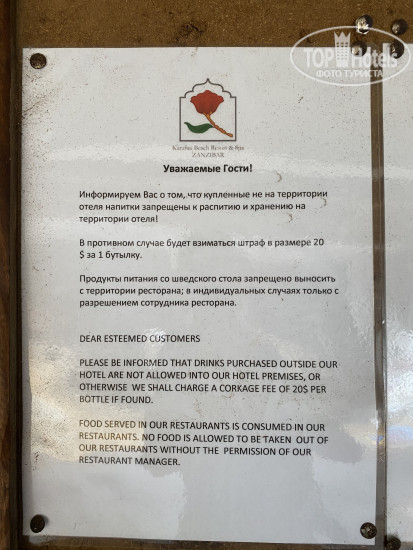 TOPHotels
ФОТО ТУРИСТА
Karafuu Beach Resort & Spa
ZANZIBAR
Уважаемые Гости!
Информируем Вас о том, что купленные не на территории
отеля напитки запрещены к распитию и хранению на
территории отеля!
В противном случае будет взиматься штраф в размере 20
$ за 1 бутылку.
Продукты питания со шведского стола запрещено выносить
с территории ресторана; в индивидуальных случаях только с
разрешением сотрудника ресторана.
DEAR ESTEEMED CUSTOMERS
PLEASE BE INFORMED THAT DRINKS PURCHASED OUTSIDE OUR
HOTEL ARE NOT ALLOWED INTO OUR HOTEL PREMISES, OR
OTHERWISE WE SHALL CHARGE A CORKAGE FEE OF 20$ PER
BOTTLE IF FOUND.
FOOD SERVED IN OUR RESTAURANTS IS CONSUMED IN OUR
RESTAURANTS. NO FOOD IS ALLOWED TO BE TAKEN OUT OF
OUR RESTAURANTS WITHOUT THE PERMISSION OF OUR
RESTAURANT MANAGER.